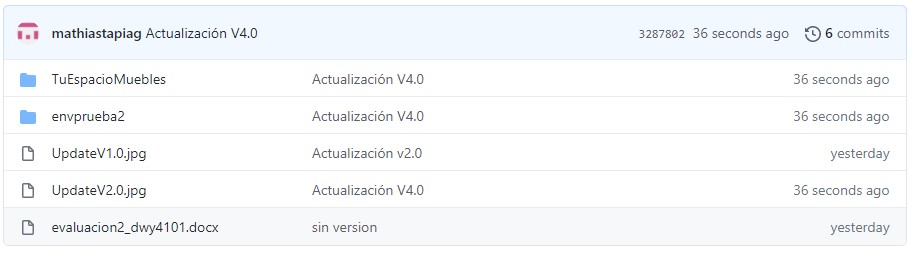 mathiastapiag Actualización V4.0 3287802 36 seconds ago 6 commits
TuEspacioMuebles Actualización V4.0 36 seconds ago
envprueba2 Actualización V4.0 36 seconds ago
UpdateV1.0.jpg Actualización v2.0 yesterday
UpdateV2.0.jpg Actualización V4.0 36 seconds ago
evaluacion2_dwy4101.docx sin version yesterday